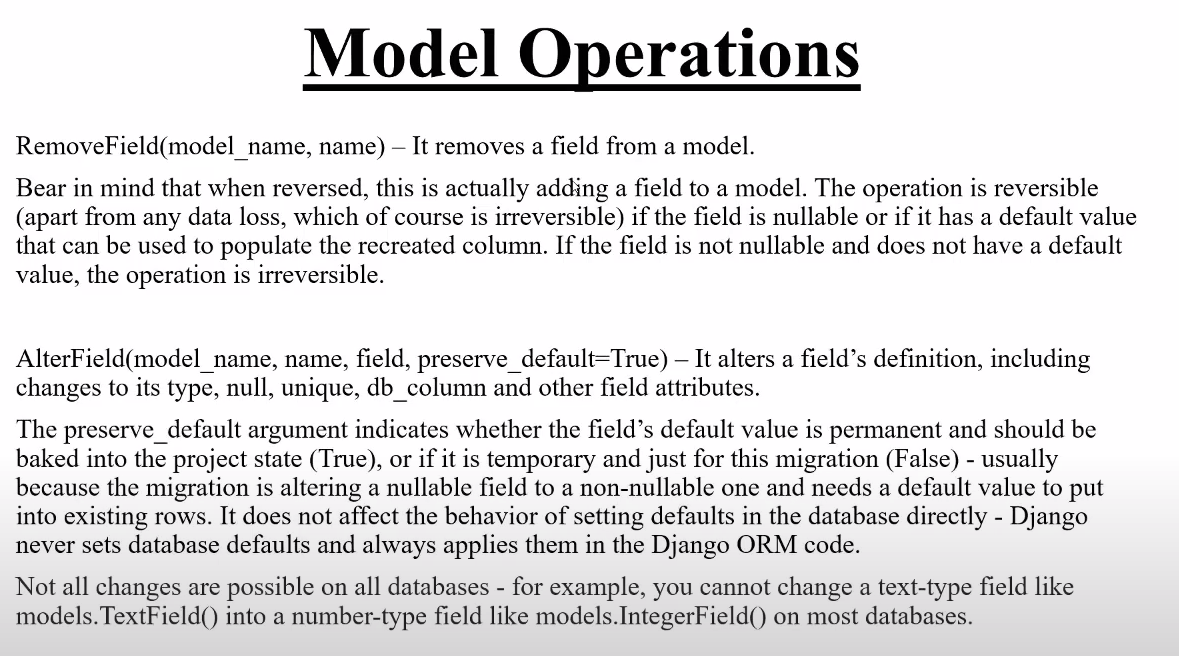 Model Operations
RemoveField(model_name, name) – It removes a field from a model.
Bear in mind that when reversed, this is actually adding a field to a model. The operation is reversible
(apart from any data loss, which of course is irreversible) if the field is nullable or if it has a default value
that can be used to populate the recreated column. If the field is not nullable and does not have a default
value, the operation is irreversible.
AlterField(model_name, name, field, preserve_default=True) – It alters a field’s definition, including
changes to its type, null, unique, db_column and other field attributes.
The preserve_default argument indicates whether the field’s default value is permanent and should be
baked into the project state (True), or if it is temporary and just for this migration (False) - usually
because the migration is altering a nullable field to a non-nullable one and needs a default value to put
into existing rows. It does not affect the behavior of setting defaults in the database directly - Django
never sets database defaults and always applies them in the Django ORM code.
Not all changes are possible on all databases - for example, you cannot change a text-type field like
models.TextField() into a number-type field like models.IntegerField() on most databases.